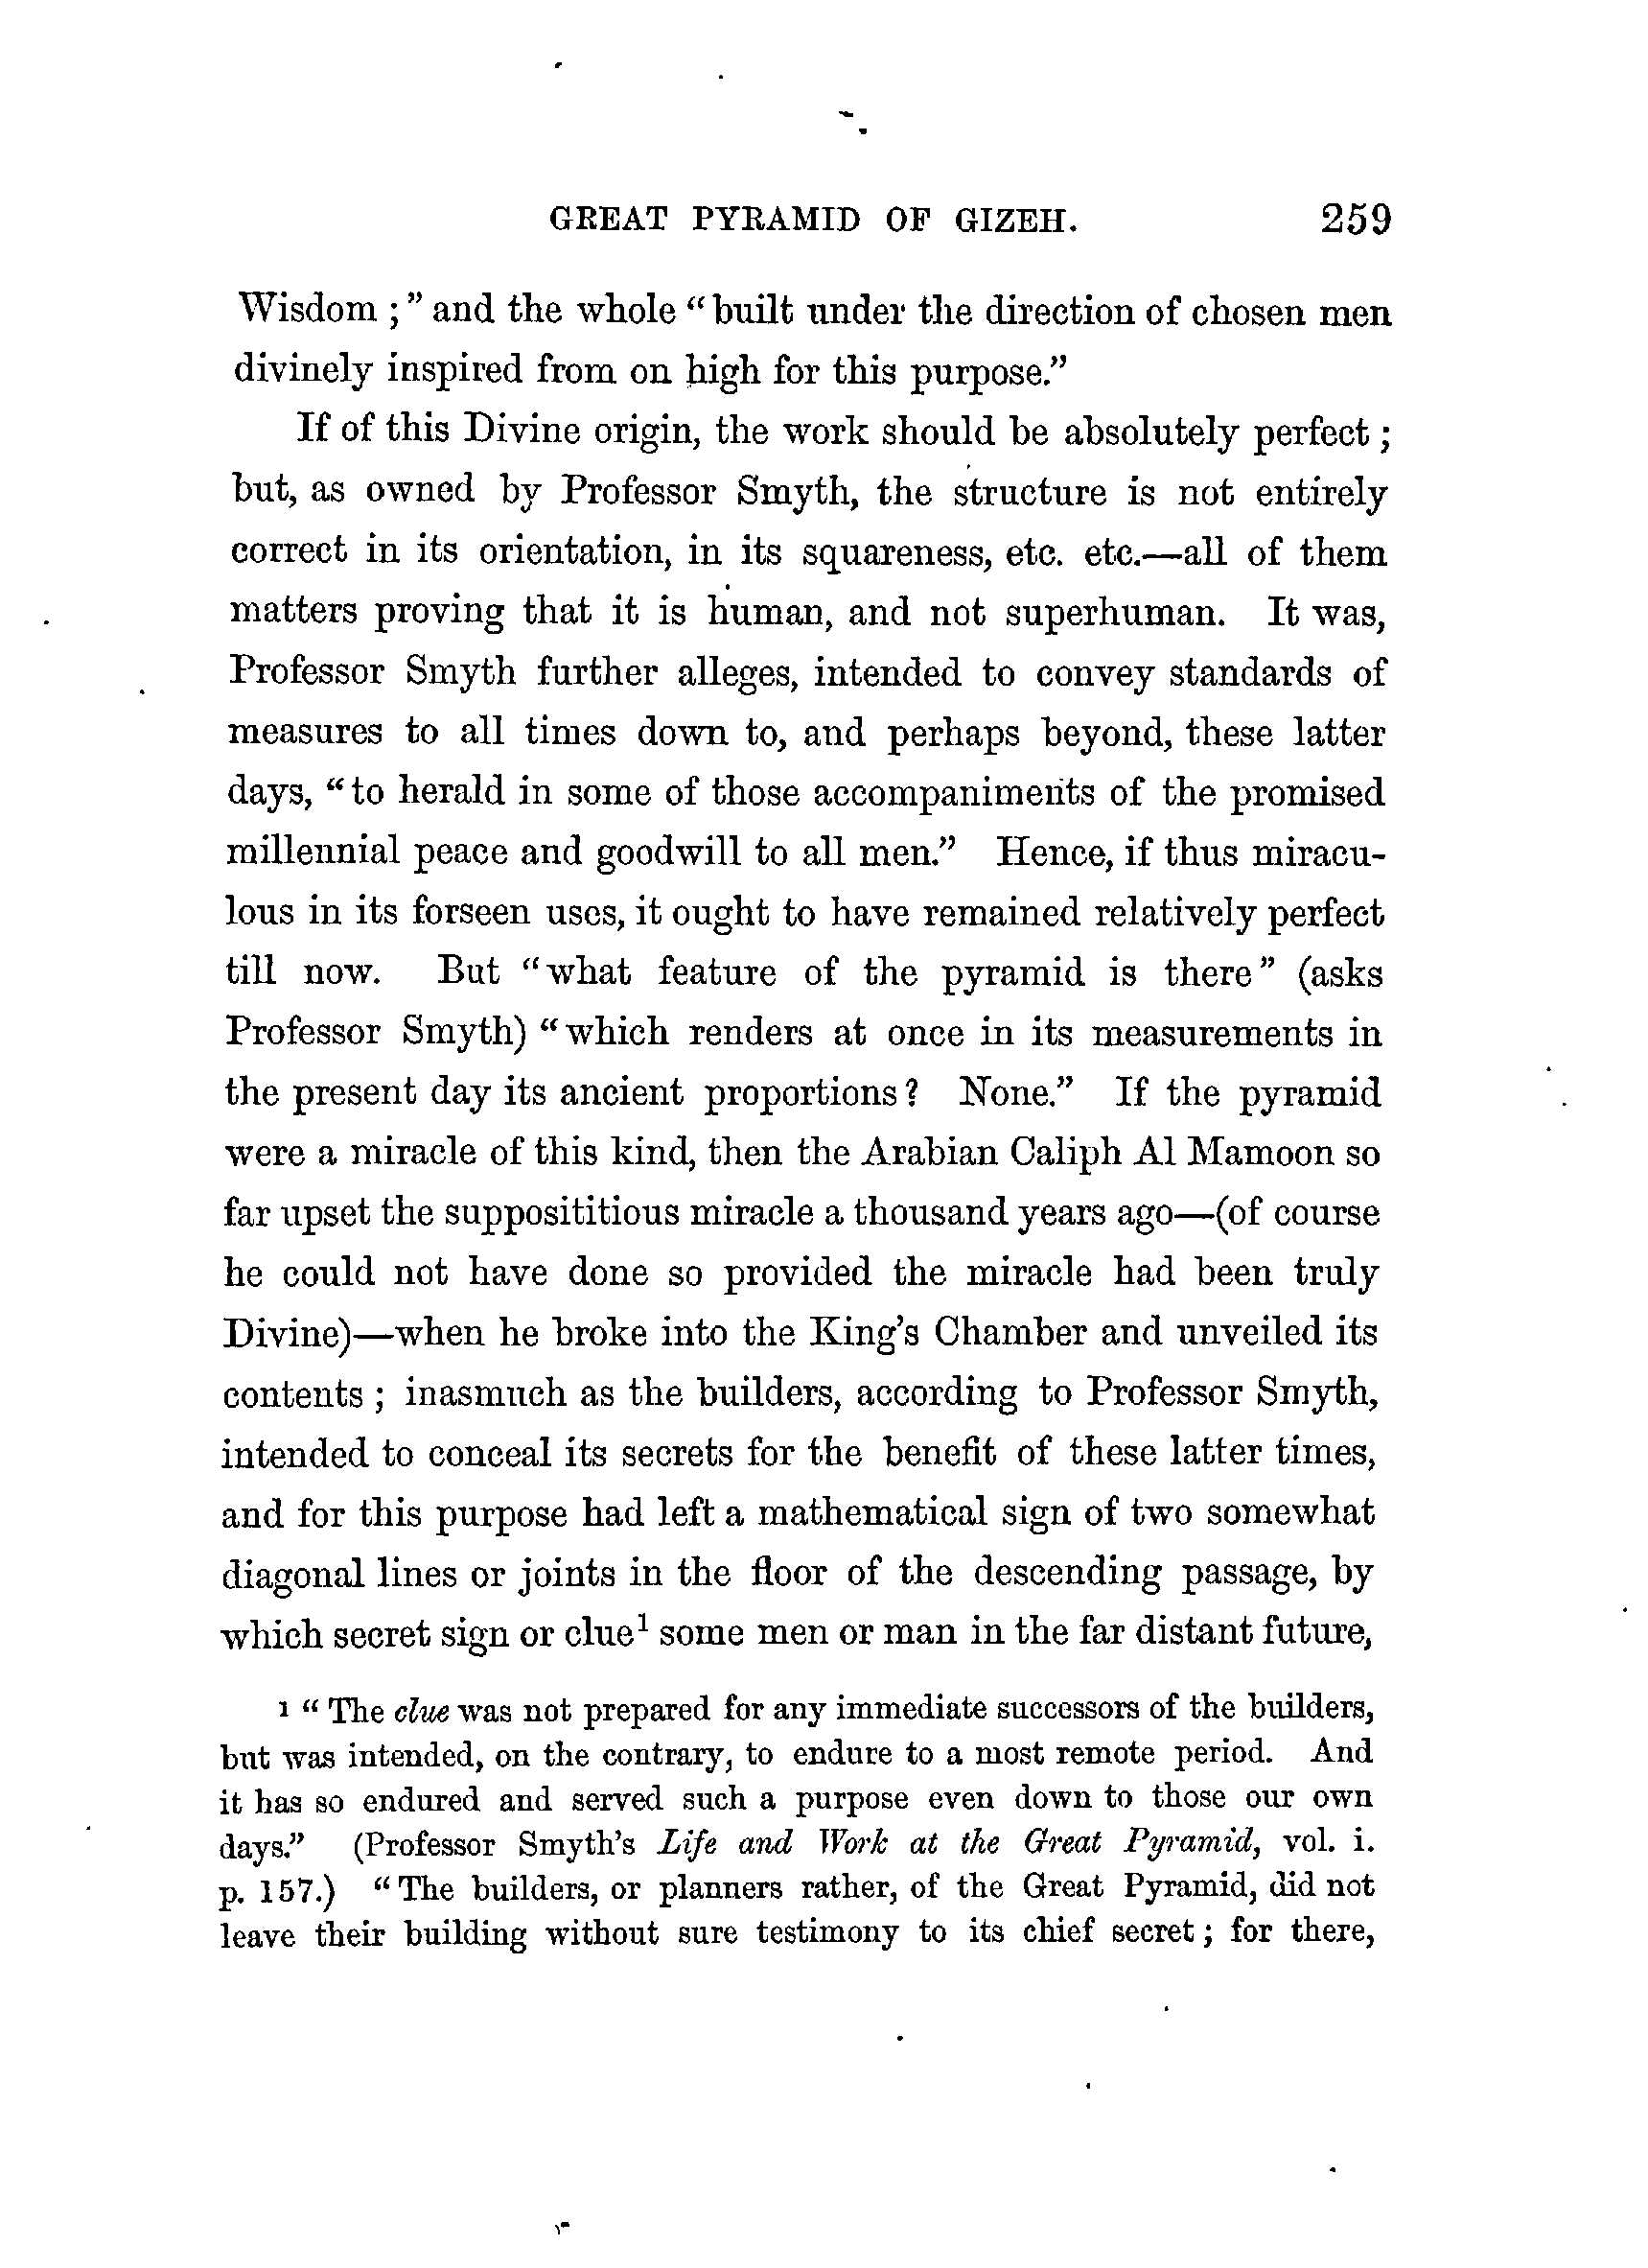 GREAT PYRAMID OF GIZEH. 259
Wisdom ;" and the whole "built under the direction of chosen men
divinely inspired from on high for this purpose."
If of this Divine origin, the work should be absolutely perfect ;
but, as owned by Professor Smyth, the structure is not entirely
correct in its orientation, in its squareness, etc. etc.—all of them
matters proving that it is human, and not superhuman. It was,
Professor Smyth further alleges, intended to convey standards of
measures to all times down to, and perhaps beyond, these latter
days, "to herald in some of those accompaniments of the promised
millennial peace and goodwill to all men." Hence, if thus miracu-
lous in its forseen uses, it ought to have remained relatively perfect
till now. But "what feature of the pyramid is there" (asks
Professor Smyth) "which renders at once in its measurements in
the present day its ancient proportions? None." If the pyramid
were a miracle of this kind, then the Arabian Caliph Al Mamoon so
far upset the supposititious miracle a thousand years ago—(of course
he could not have done so provided the miracle had been truly
Divine)—when he broke into the King's Chamber and unveiled its
contents ; inasmuch as the builders, according to Professor Smyth,
intended to conceal its secrets for the benefit of these latter times,
and for this purpose had left a mathematical sign of two somewhat
diagonal lines or joints in the floor of the descending passage, by
which secret sign or clue¹ some men or man in the far distant future,
¹ "The clue was not prepared for any immediate successors of the builders,
but was intended, on the contrary, to endure to a most remote period. And
it has so endured and served such a purpose even down to those our own
days." (Professor Smyth's Life and Work at the Great Pyramid, vol. i.
p. 157.) "The builders, or planners rather, of the Great Pyramid, did not
leave their building without sure testimony to its chief secret ; for there,